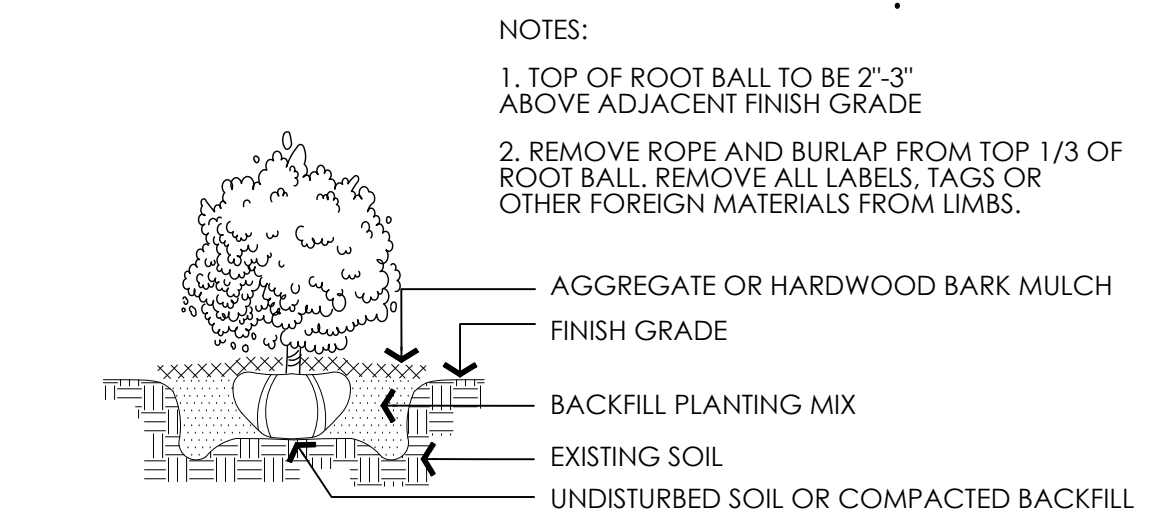 NOTES:
1. TOP OF ROOT BALL TO BE 2"-3"
ABOVE ADJACENT FINISH GRADE
2. REMOVE ROPE AND BURLAP FROM TOP 1/3 OF
ROOT BALL. REMOVE ALL LABELS, TAGS OR
OTHER FOREIGN MATERIALS FROM LIMBS.
AGGREGATE OR HARDWOOD BARK MULCH
FINISH GRADE
BACKFILL PLANTING MIX
EXISTING SOIL
UNDISTURBED SOIL OR COMPACTED BACKFILL